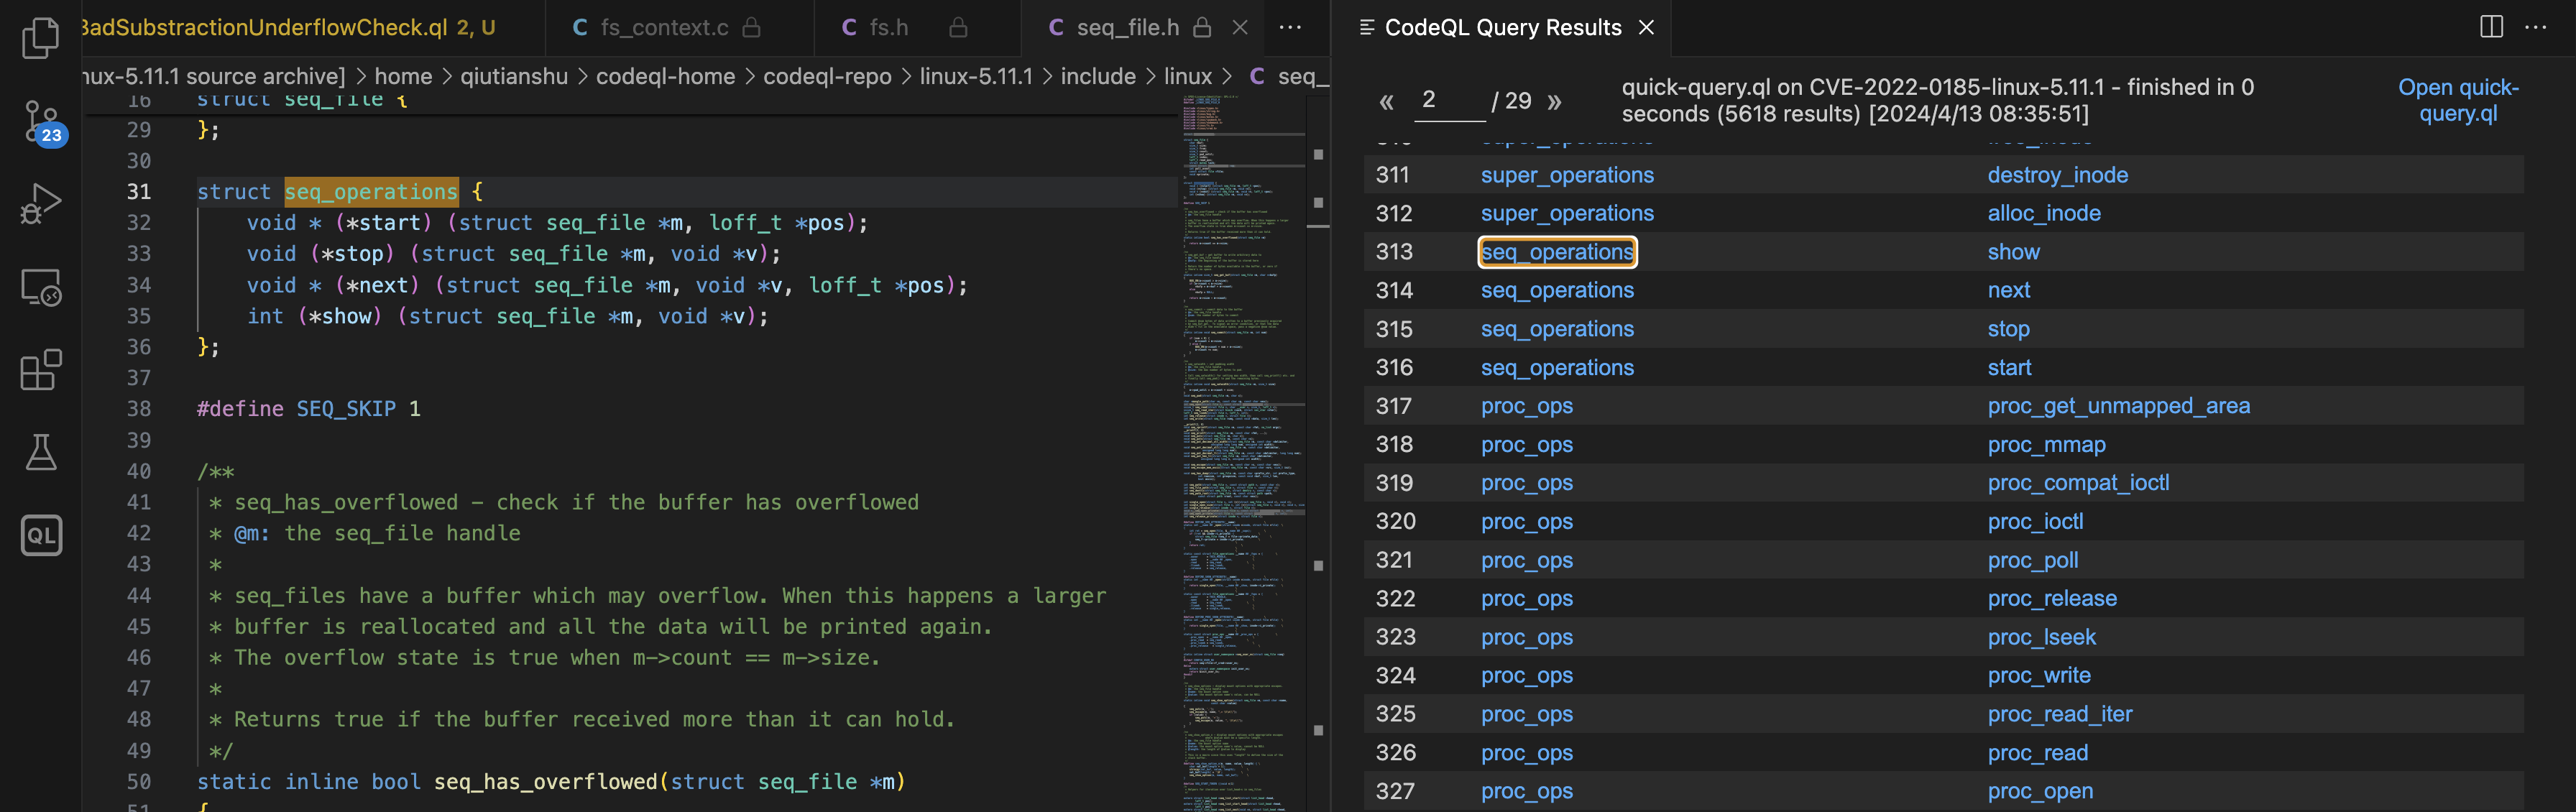 BadSubstractionUnderflowCheck.ql 2, U
fs_context.c
fs.h
seq_file.h
CodeQL Query Results
nux-5.11.1 source archive] > home > qiutianshu > codeql-home > codeql-repo > linux-5.11.1 > include > linux > C seq_
23
QL
16 struct seq_file {
29 };
30
31 struct seq_operations {
32 void * (*start) (struct seq_file *m, loff_t *pos);
33 void (*stop) (struct seq_file *m, void *v);
34 void * (*next) (struct seq_file *m, void *v, loff_t *pos);
35 int (*show) (struct seq_file *m, void *v);
36 };
37
38 #define SEQ_SKIP 1
39
40 /**
41 * seq_has_overflowed - check if the buffer has overflowed
42 * @m: the seq_file handle
43 *
44 * seq_files have a buffer which may overflow. When this happens a larger
45 * buffer is reallocated and all the data will be printed again.
46 * The overflow state is true when m->count == m->size.
47 *
48 * Returns true if the buffer received more than it can hold.
49 */
50 static inline bool seq_has_overflowed(struct seq_file *m)
51 {
« 2 / 29 »
quick-query.ql on CVE-2022-0185-linux-5.11.1 - finished in 0
seconds (5618 results) [2024/4/13 08:35:51]
Open quick-
query.ql
310 super_operations free_inode
311 super_operations destroy_inode
312 super_operations alloc_inode
313 seq_operations show
314 seq_operations next
315 seq_operations stop
316 seq_operations start
317 proc_ops proc_get_unmapped_area
318 proc_ops proc_mmap
319 proc_ops proc_compat_ioctl
320 proc_ops proc_ioctl
321 proc_ops proc_poll
322 proc_ops proc_release
323 proc_ops proc_lseek
324 proc_ops proc_write
325 proc_ops proc_read_iter
326 proc_ops proc_read
327 proc_ops proc_open